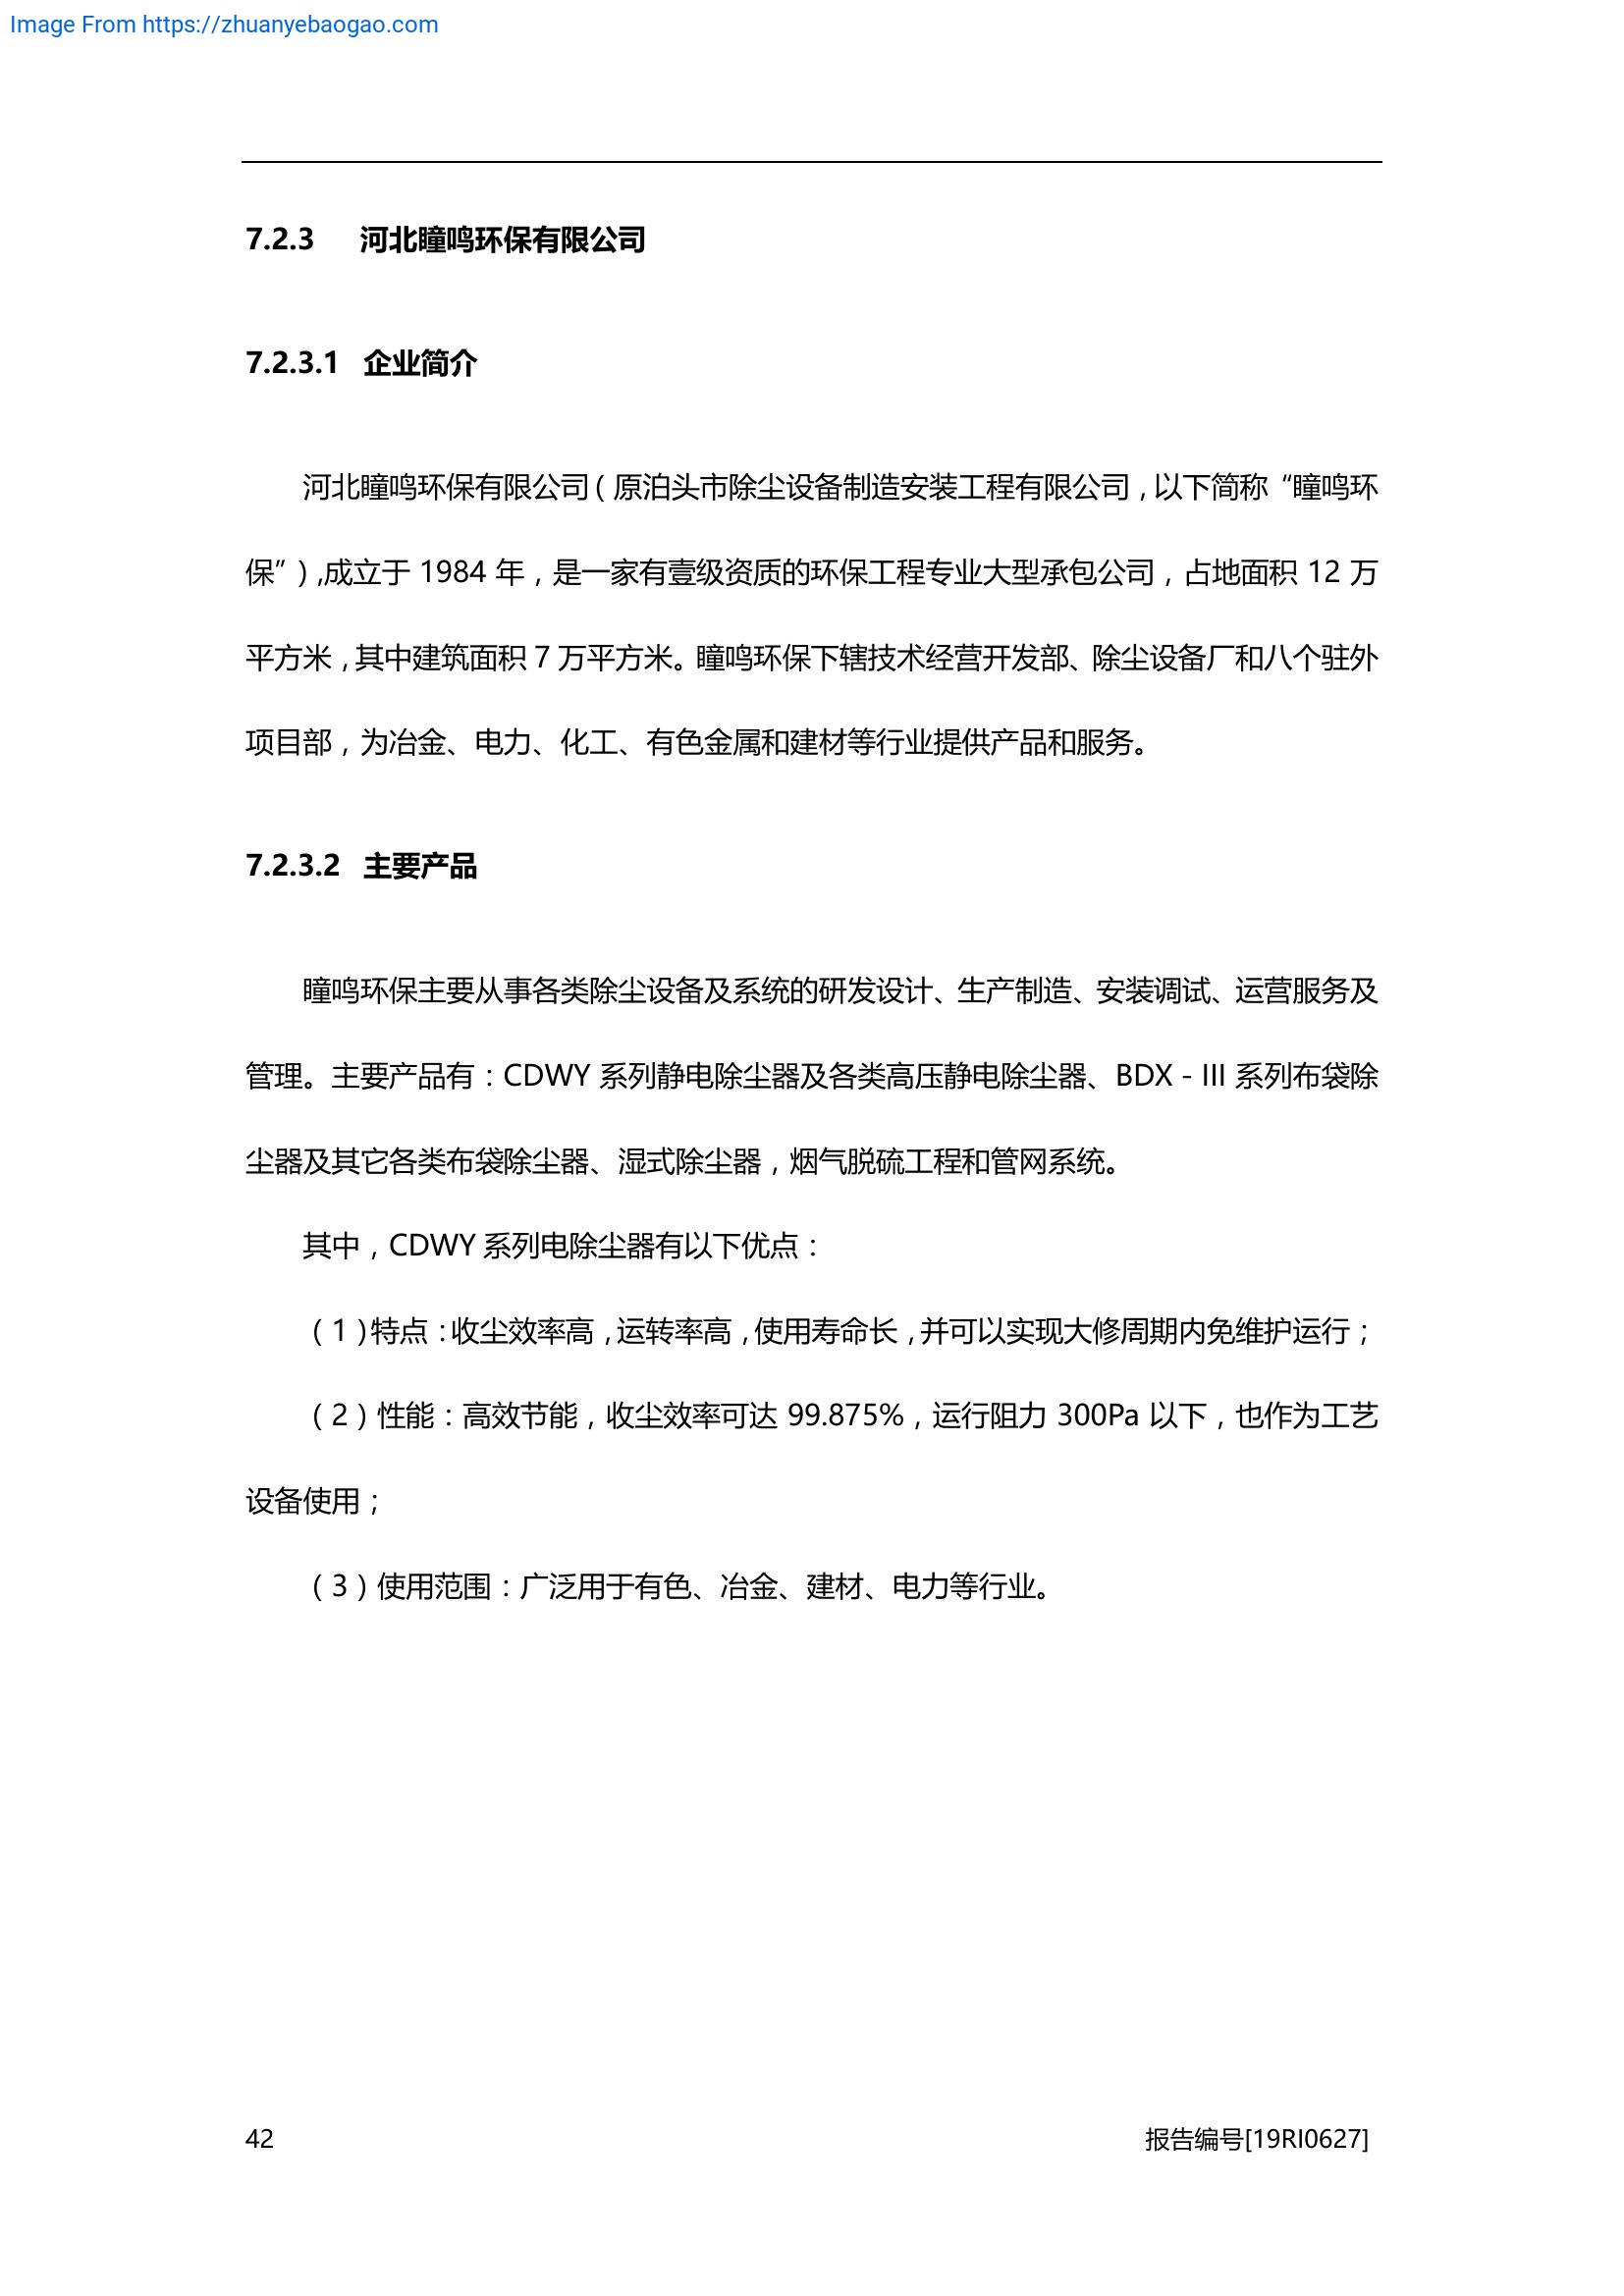 Image From https://zhuanyebaogao.com
7.2.3 河北瞳鸣环保有限公司
7.2.3.1 企业简介
河北瞳鸣环保有限公司（原泊头市除尘设备制造安装工程有限公司，以下简称“瞳鸣环
保”）,成立于 1984 年，是一家有壹级资质的环保工程专业大型承包公司，占地面积 12 万
平方米，其中建筑面积 7 万平方米。瞳鸣环保下辖技术经营开发部、除尘设备厂和八个驻外
项目部，为冶金、电力、化工、有色金属和建材等行业提供产品和服务。
7.2.3.2 主要产品
瞳鸣环保主要从事各类除尘设备及系统的研发设计、生产制造、安装调试、运营服务及
管理。主要产品有：CDWY 系列静电除尘器及各类高压静电除尘器、BDX－III 系列布袋除
尘器及其它各类布袋除尘器、湿式除尘器，烟气脱硫工程和管网系统。
其中，CDWY 系列电除尘器有以下优点：
（1）特点：收尘效率高，运转率高，使用寿命长，并可以实现大修周期内免维护运行；
（2）性能：高效节能，收尘效率可达 99.875%，运行阻力 300Pa 以下，也作为工艺
设备使用；
（3）使用范围：广泛用于有色、冶金、建材、电力等行业。
42 报告编号[19RI0627]